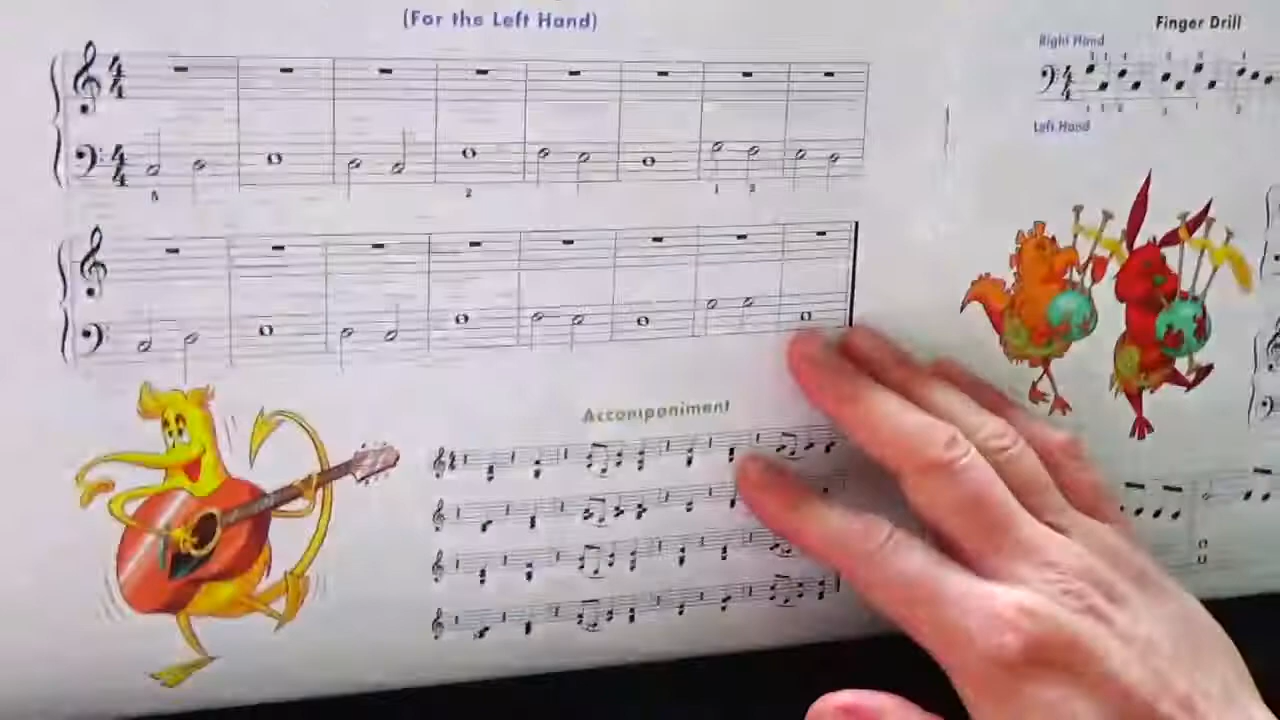 (For the Left Hand)
Finger Drill
Right Hand
Left Hand
Accompaniment